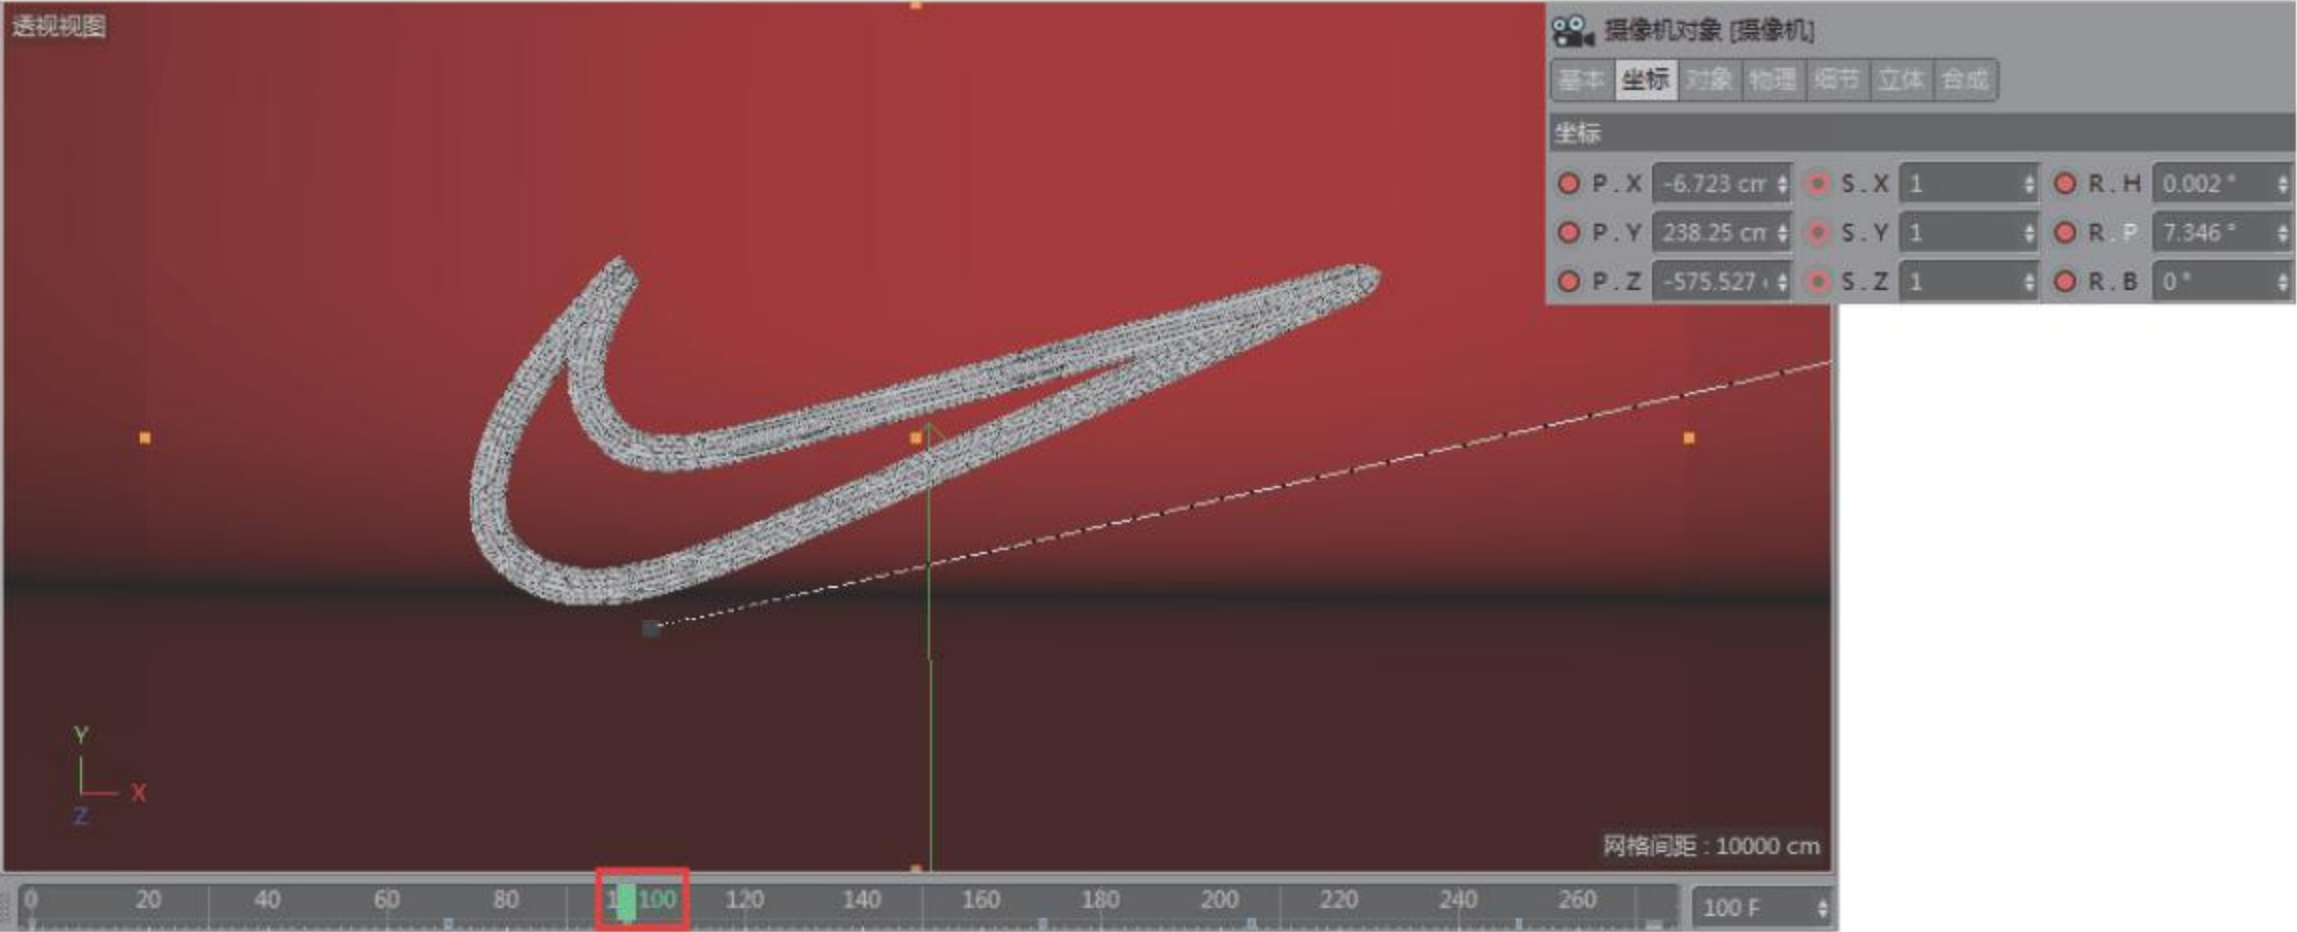 透视视图
摄像机对象 [摄像机]
基本 坐标 对象 物理 细节 立体 合成
坐标
P . X -6.723 cm S . X 1 R . H 0.002 °
P . Y 238.25 cm S . Y 1 R . P 7.346 °
P . Z -575.527 S . Z 1 R . B 0 °
Y
X
Z
网格间距 : 10000 cm
0 20 40 60 80 1 100 120 140 160 180 200 220 240 260 100 F